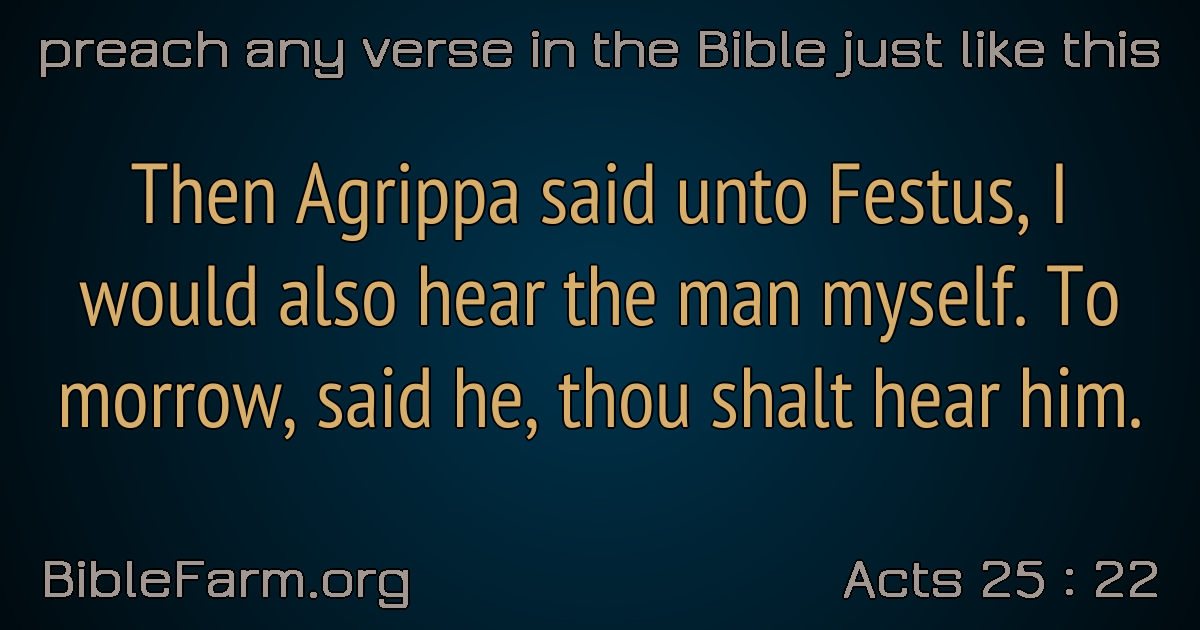 preach any verse in the Bible just like this
Then Agrippa said unto Festus, I
would also hear the man myself. To
morrow, said he, thou shalt hear him.
BibleFarm.org
Acts 25 : 22